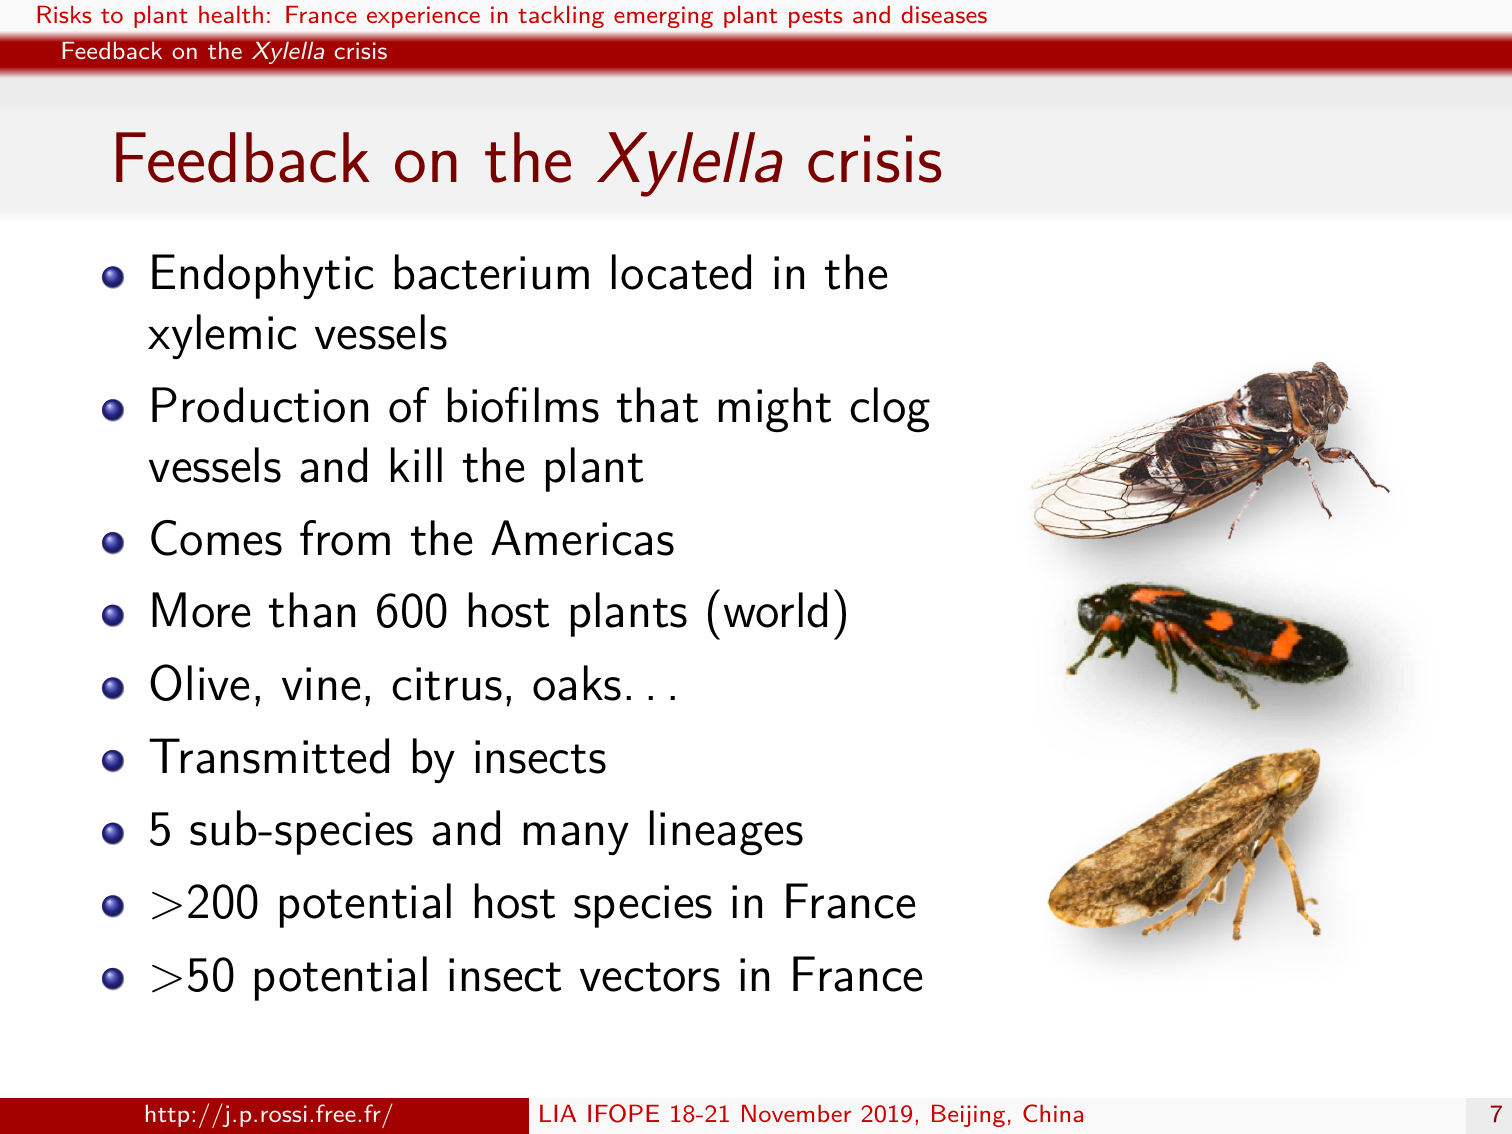 Risks to plant health: France experience in tackling emerging plant pests and diseases
Feedback on the Xylella crisis
Feedback on the Xylella crisis
Endophytic bacterium located in the
xylemic vessels
Production of biofilms that might clog
vessels and kill the plant
Comes from the Americas
More than 600 host plants (world)
Olive, vine, citrus, oaks...
Transmitted by insects
5 sub-species and many lineages
>200 potential host species in France
>50 potential insect vectors in France
http://j.p.rossi.free.fr/
LIA IFOPE 18-21 November 2019, Beijing, China
7